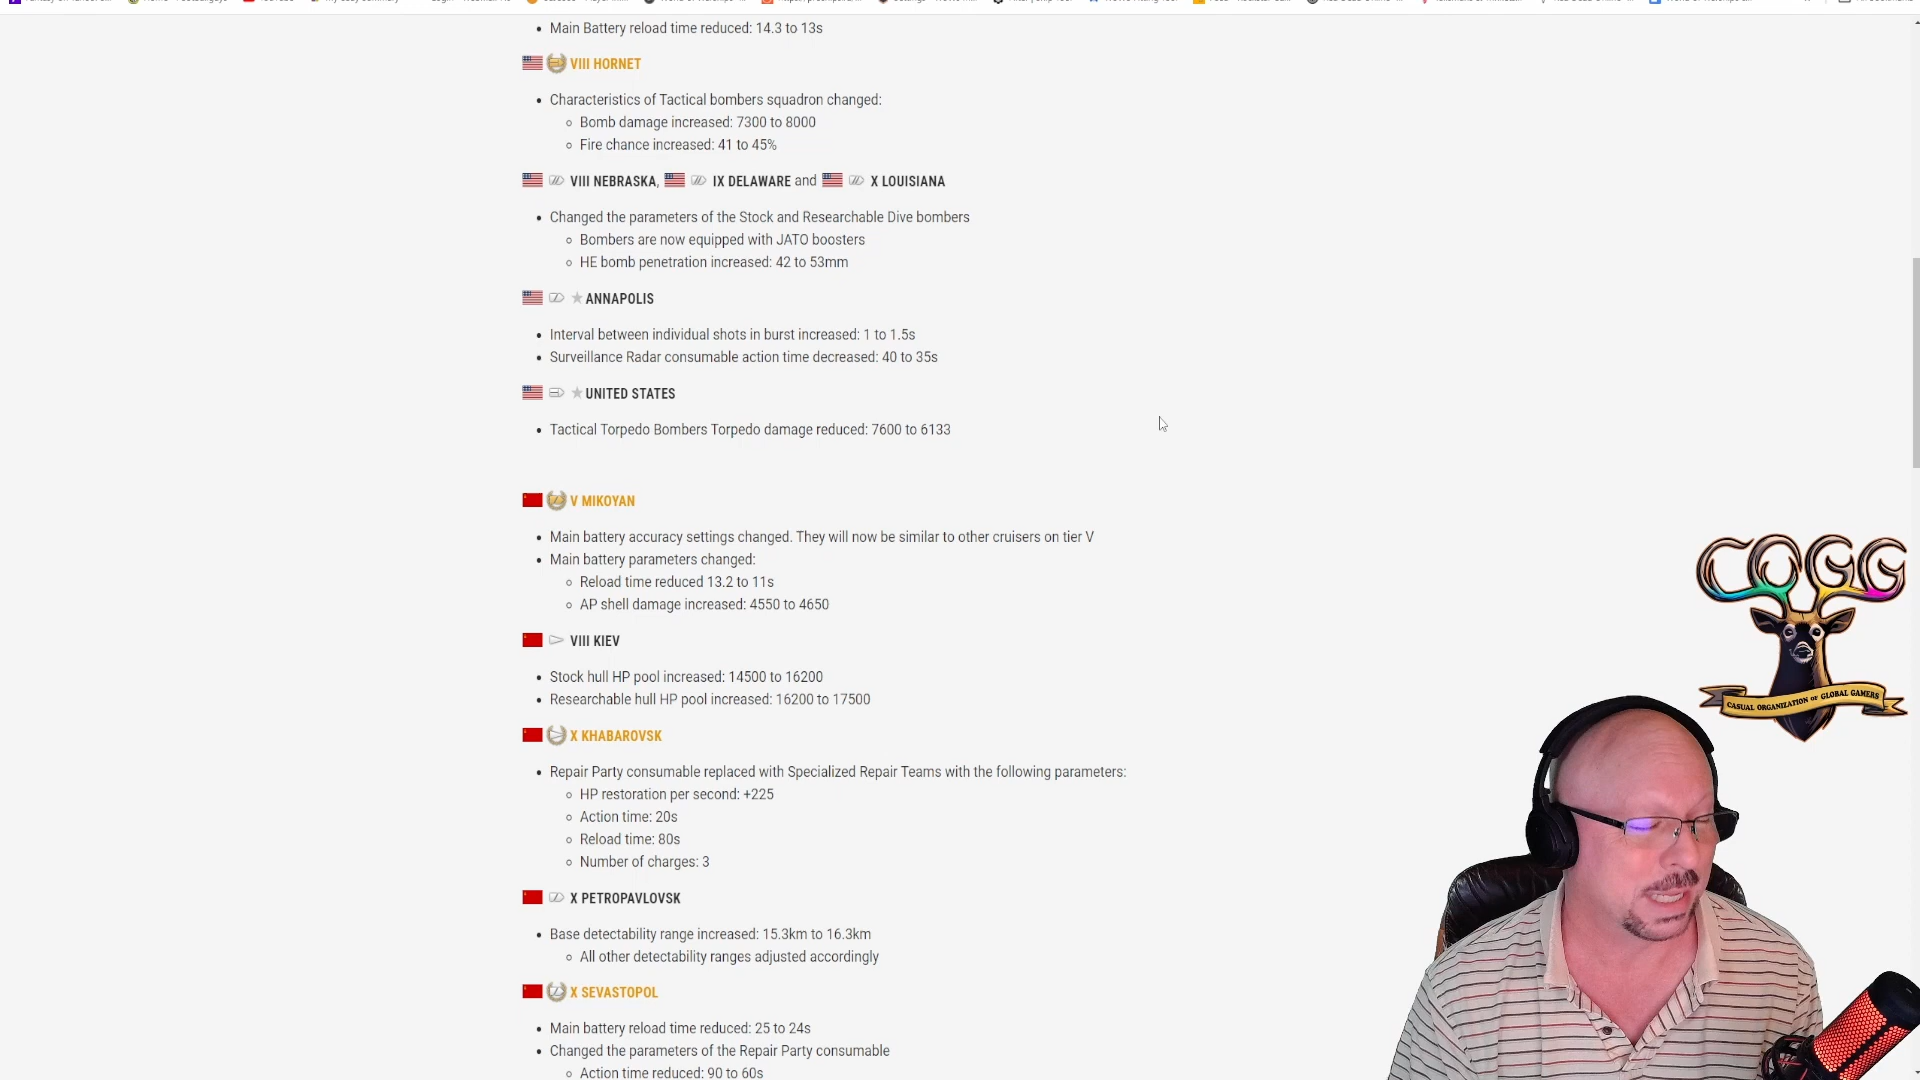 Main Battery reload time reduced: 14.3 to 13s
VIII HORNET
Characteristics of Tactical bombers squadron changed:
Bomb damage increased: 7300 to 8000
Fire chance increased: 41 to 45%
VIII NEBRASKA, IX DELAWARE and X LOUISIANA
Changed the parameters of the Stock and Researchable Dive bombers
Bombers are now equipped with JATO boosters
HE bomb penetration increased: 42 to 53mm
ANNAPOLIS
Interval between individual shots in burst increased: 1 to 1.5s
Surveillance Radar consumable action time decreased: 40 to 35s
UNITED STATES
Tactical Torpedo Bombers Torpedo damage reduced: 7600 to 6133
V MIKOYAN
Main battery accuracy settings changed. They will now be similar to other cruisers on tier V
Main battery parameters changed:
Reload time reduced 13.2 to 11s
AP shell damage increased: 4550 to 4650
VIII KIEV
Stock hull HP pool increased: 14500 to 16200
Researchable hull HP pool increased: 16200 to 17500
X KHABAROVSK
Repair Party consumable replaced with Specialized Repair Teams with the following parameters:
HP restoration per second: +225
Action time: 20s
Reload time: 80s
Number of charges: 3
X PETROPAVLOVSK
Base detectability range increased: 15.3km to 16.3km
All other detectability ranges adjusted accordingly
X SEVASTOPOL
Main battery reload time reduced: 25 to 24s
Changed the parameters of the Repair Party consumable
Action time reduced: 90 to 60s
COGG
CASUAL ORGANIZATION OF GLOBAL GAMERS